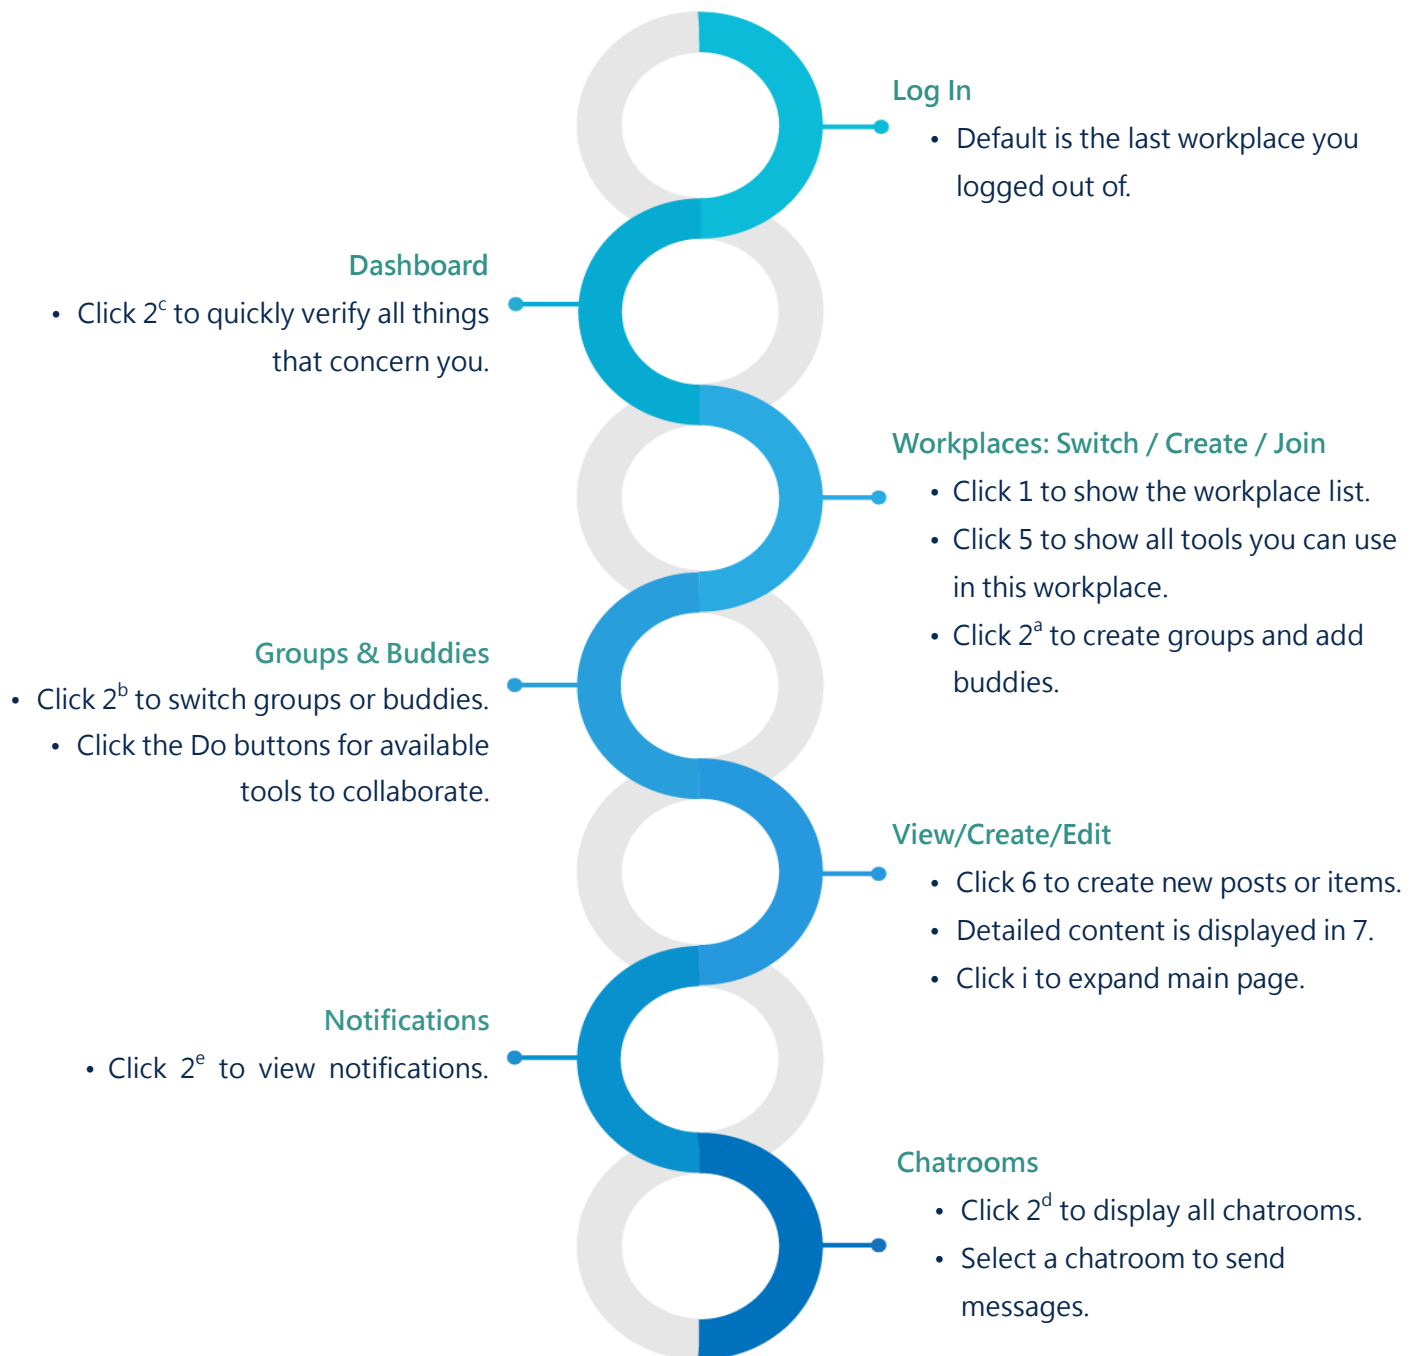 Log In
• Default is the last workplace you
logged out of.
Dashboard
• Click 2ᶜ to quickly verify all things
that concern you.
Workplaces: Switch / Create / Join
• Click 1 to show the workplace list.
• Click 5 to show all tools you can use
in this workplace.
• Click 2ᵃ to create groups and add
buddies.
Groups & Buddies
• Click 2ᵇ to switch groups or buddies.
• Click the Do buttons for available
tools to collaborate.
View/Create/Edit
• Click 6 to create new posts or items.
• Detailed content is displayed in 7.
• Click i to expand main page.
Notifications
• Click 2ᵉ to view notifications.
Chatrooms
• Click 2ᵈ to display all chatrooms.
• Select a chatroom to send
messages.